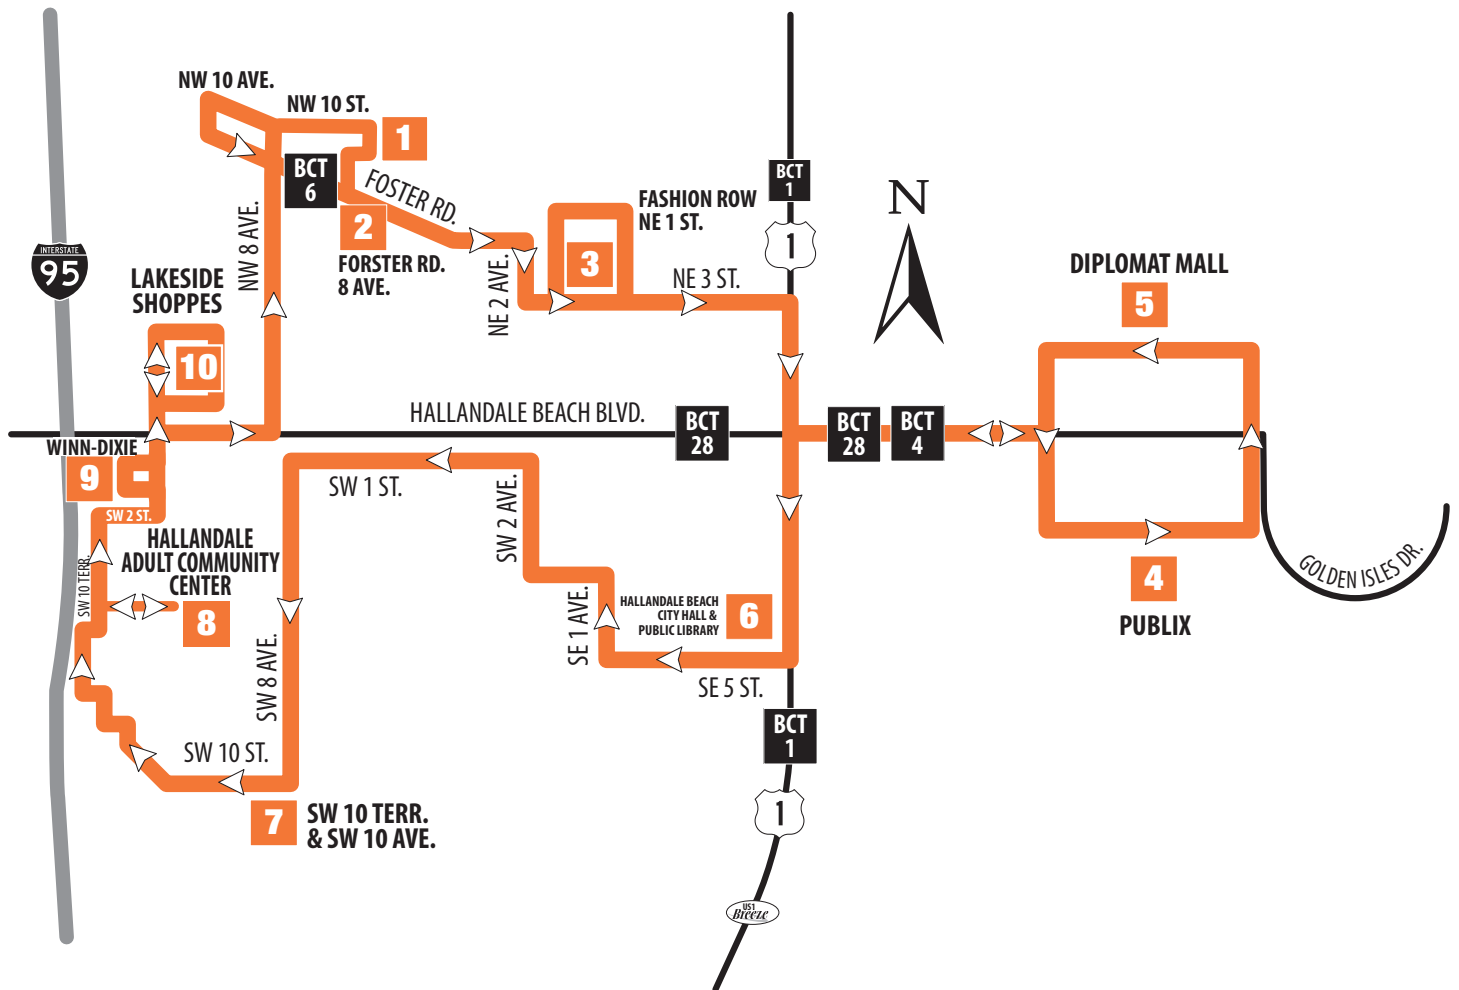 NW 10 AVE.
NW 10 ST.
1
BCT
6
FOSTER RD.
2
FORSTER RD.
8 AVE.
NW 8 AVE.
FASHION ROW
NE 1 ST.
3
NE 2 AVE.
NE 3 ST.
BCT
1
1
N
DIPLOMAT MALL
5
INTERSTATE
95
LAKESIDE
SHOPPES
10
HALLANDALE BEACH BLVD.
BCT
28
BCT
28
BCT
4
WINN-DIXIE
9
SW 2 ST.
SW 1 ST.
SW 2 AVE.
HALLANDALE
ADULT COMMUNITY
CENTER
8
SW 10 TERR.
GOLDEN ISLES DR.
4
PUBLIX
HALLANDALE BEACH
CITY HALL &
PUBLIC LIBRARY
6
SE 1 AVE.
SE 5 ST.
SW 8 AVE.
SW 10 ST.
BCT
1
1
7
SW 10 TERR.
& SW 10 AVE.
US1
Breeze